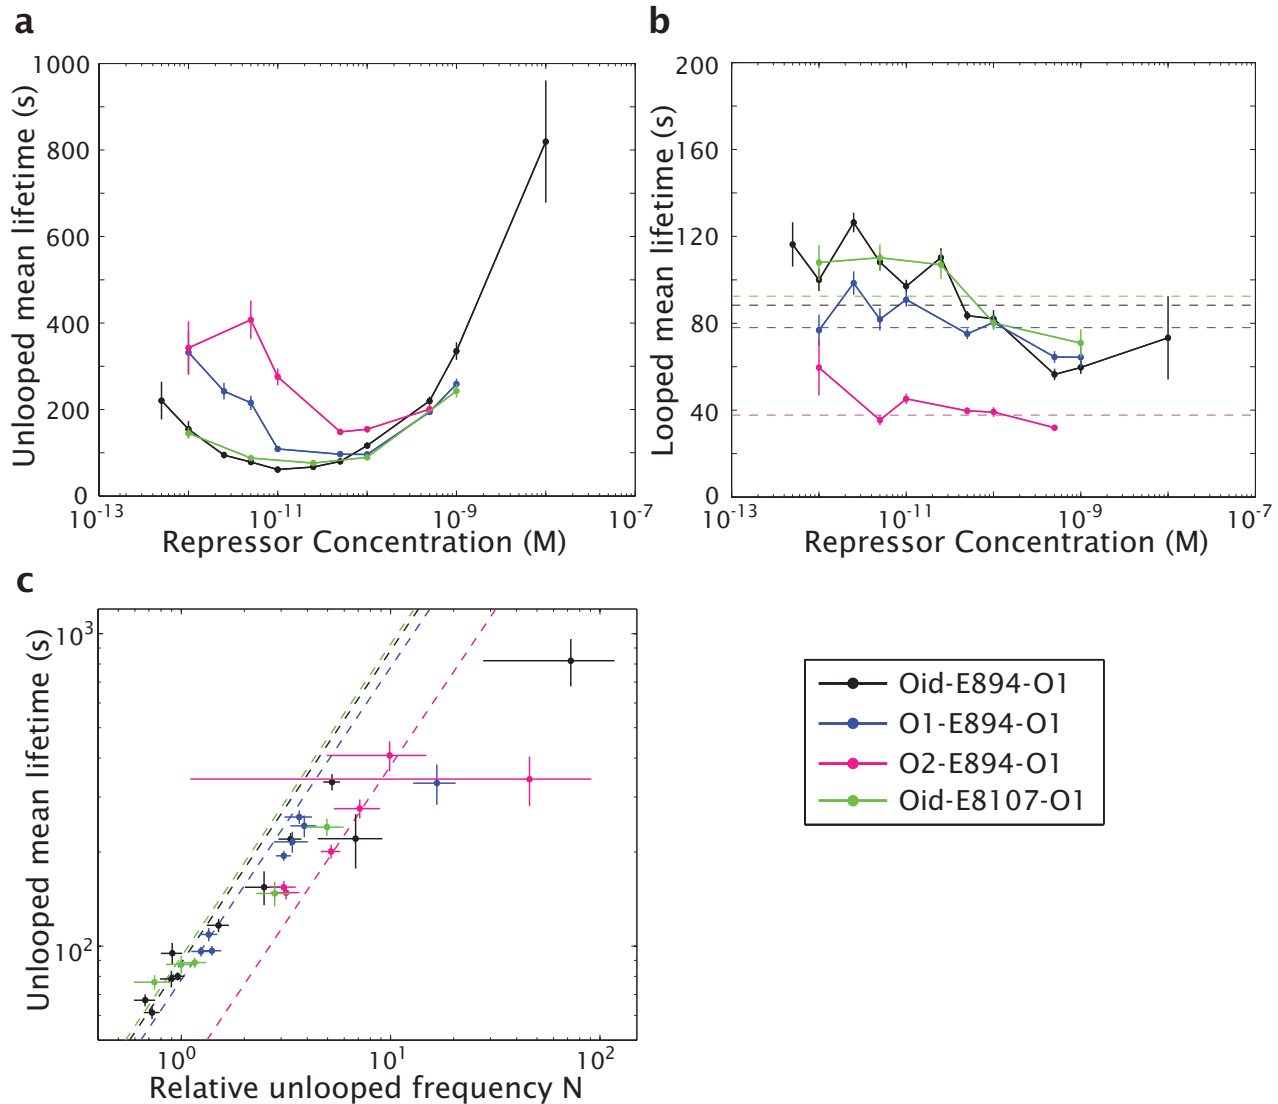 a
Unlooped mean lifetime (s)
1000
800
600
400
200
0
10-13
10-11
10-9
10-7
Repressor Concentration (M)
b
Looped mean lifetime (s)
200
160
120
80
40
0
10-13
10-11
10-9
10-7
Repressor Concentration (M)
c
Unlooped mean lifetime (s)
10³
10²
10⁰
10¹
10²
Relative unlooped frequency N
Oid-E894-O1
O1-E894-O1
O2-E894-O1
Oid-E8107-O1